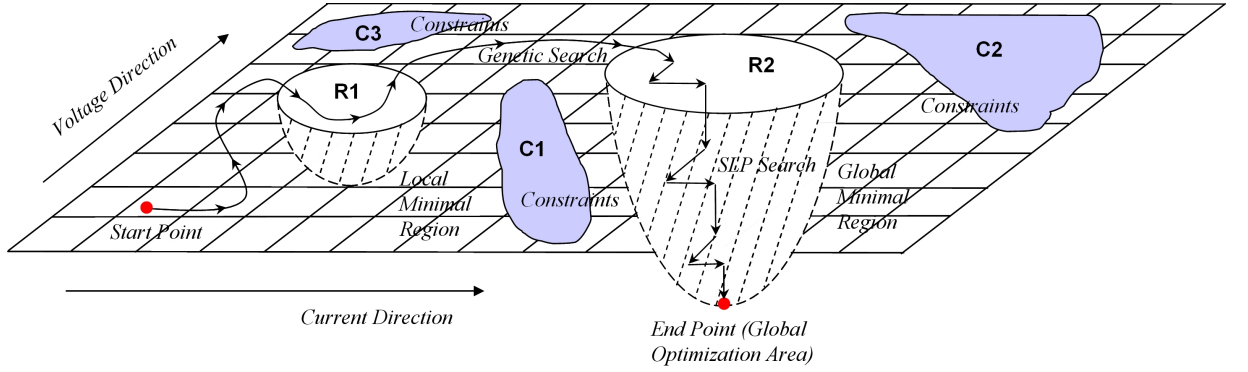 C3
Constraints
C2
Genetic Search
R2
R1
Voltage Direction
Constraints
C1
SLP Search
Local
Minimal
Region
Global
Minimal
Region
Constraints
Start Point
Current Direction
End Point (Global
Optimization Area)